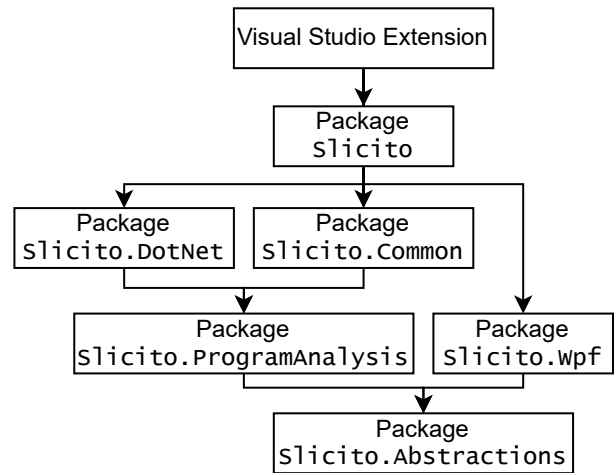 Visual Studio Extension
Package
Slicito
Package
Slicito.DotNet
Package
Slicito.Common
Package
Slicito.ProgramAnalysis
Package
Slicito.Wpf
Package
Slicito.Abstractions